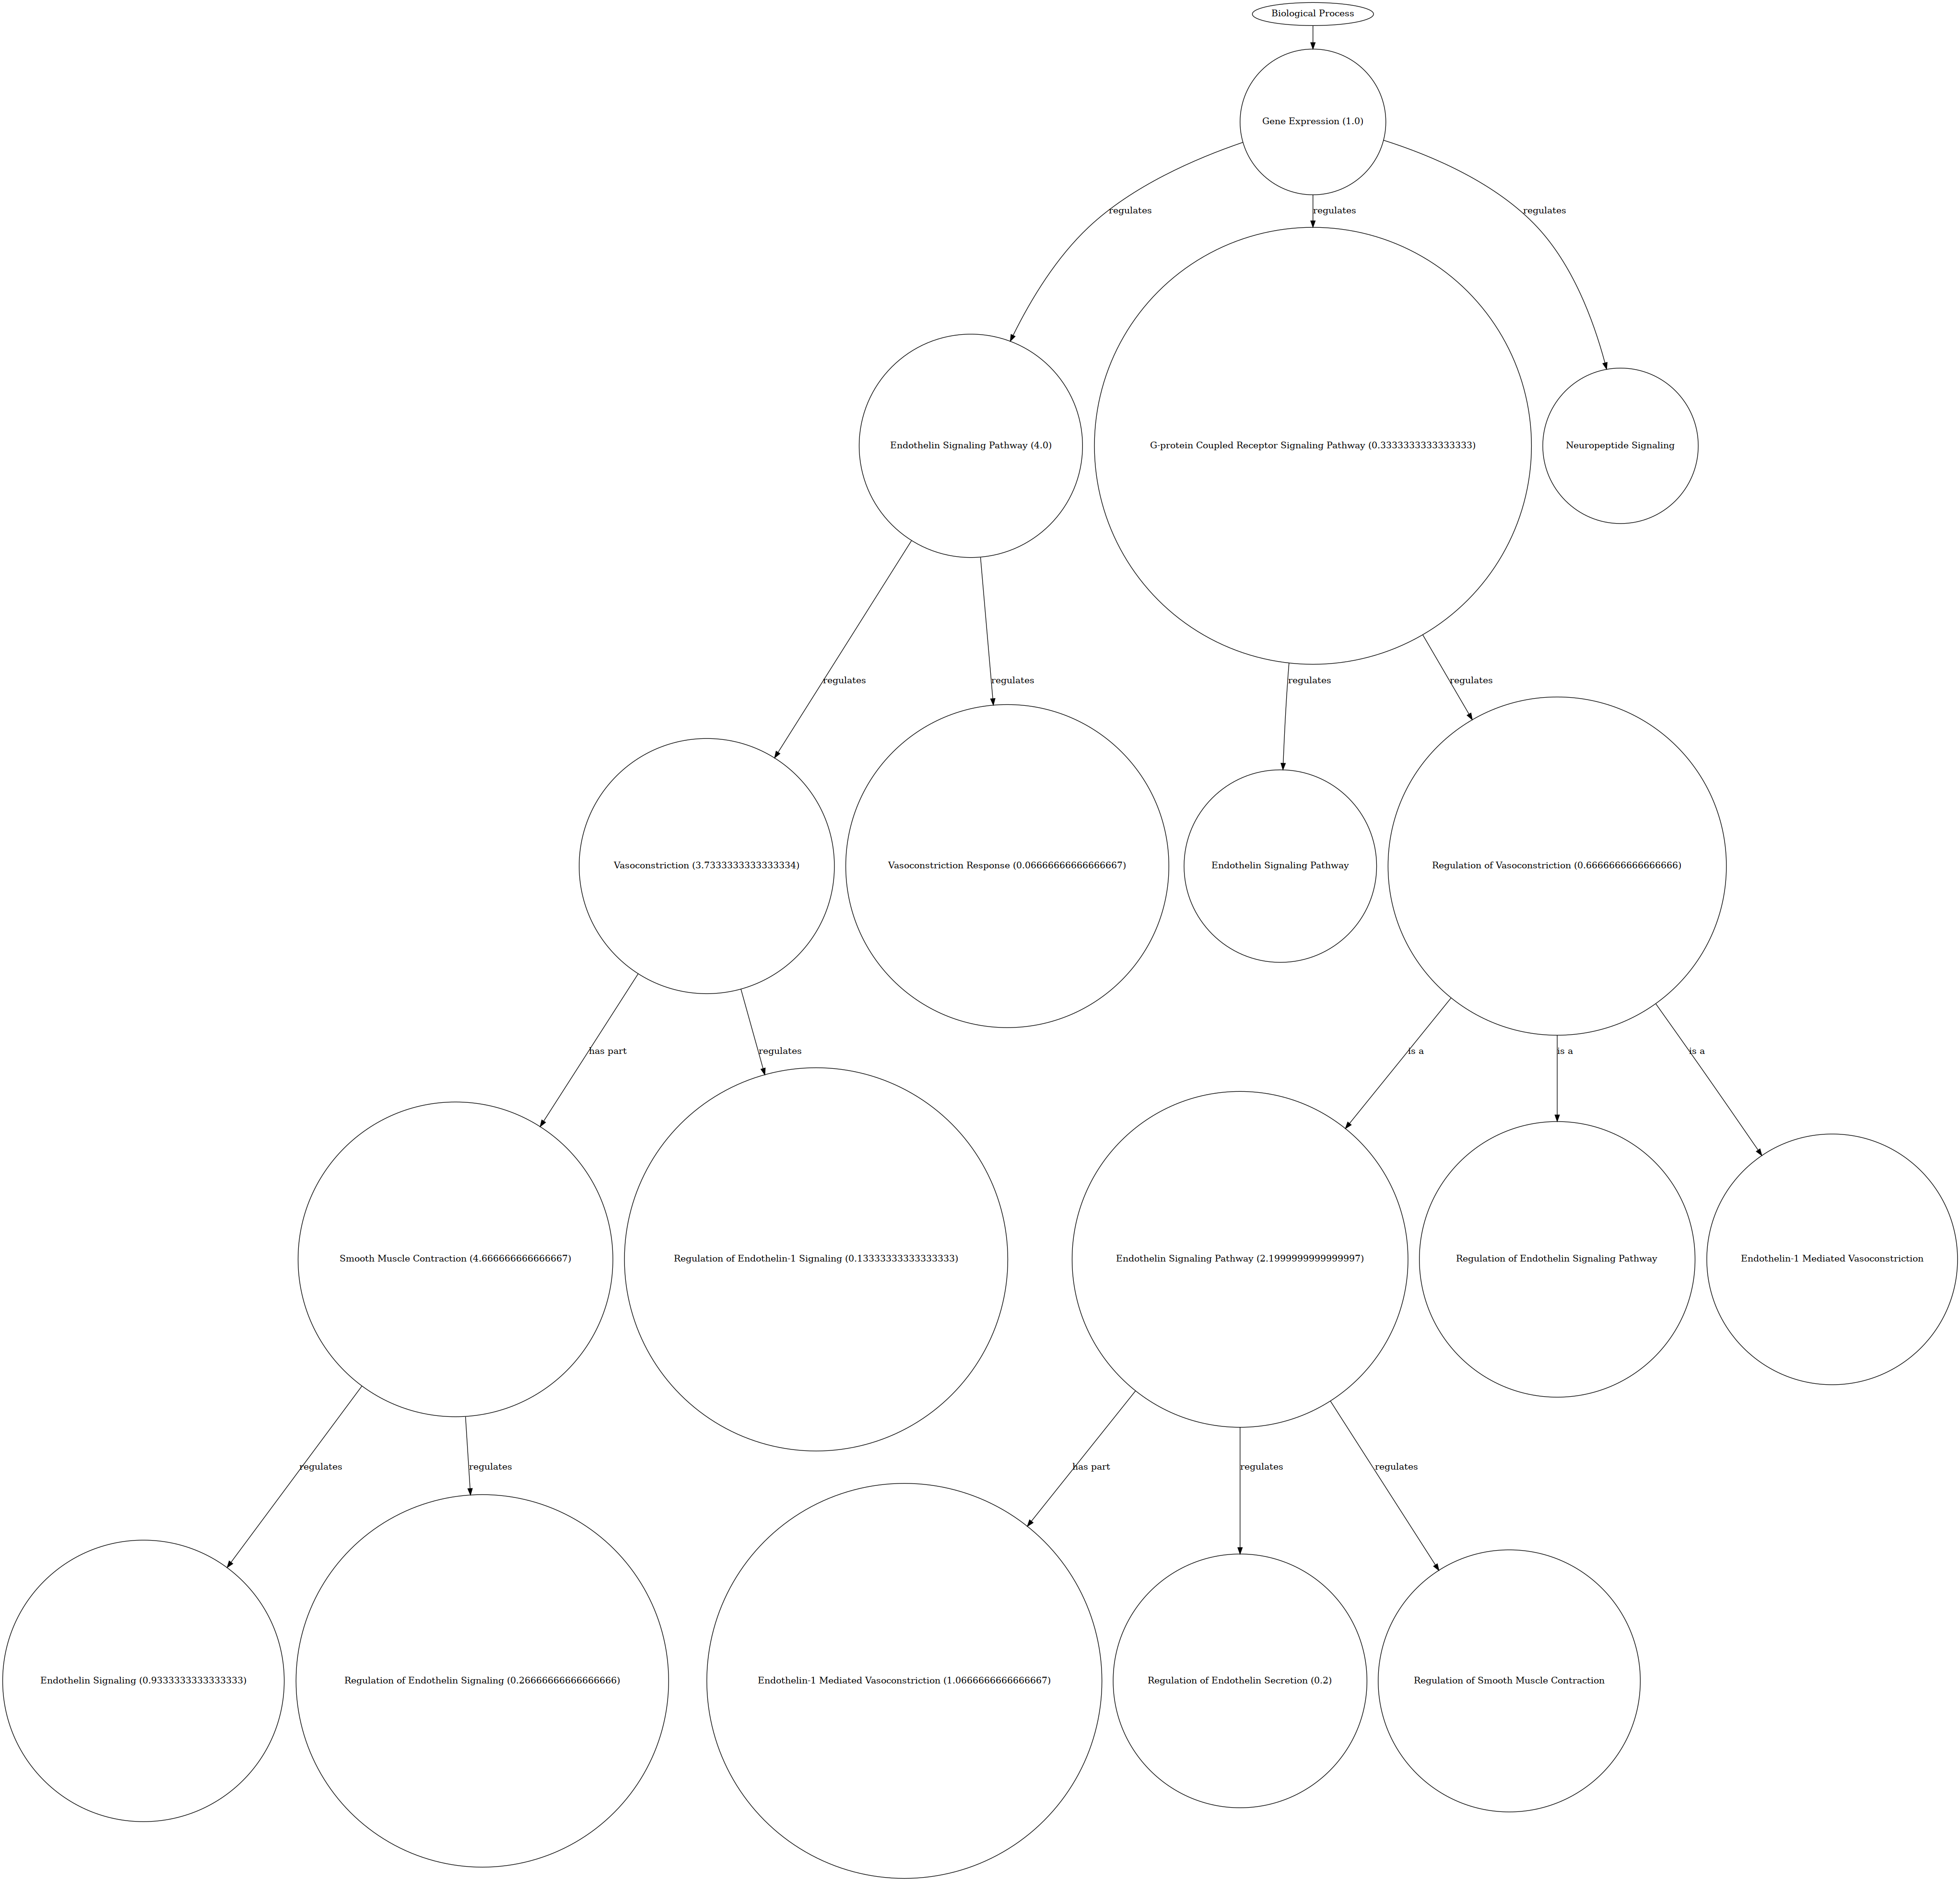 Biological Process
Gene Expression (1.0)
regulates
regulates
regulates
Endothelin Signaling Pathway (4.0)
G-protein Coupled Receptor Signaling Pathway (0.3333333333333333)
Neuropeptide Signaling
regulates
regulates
regulates
regulates
Vasoconstriction (3.7333333333333334)
Vasoconstriction Response (0.06666666666666667)
Endothelin Signaling Pathway
Regulation of Vasoconstriction (0.6666666666666666)
has part
regulates
is a
is a
is a
Smooth Muscle Contraction (4.666666666666667)
Regulation of Endothelin-1 Signaling (0.13333333333333333)
Endothelin Signaling Pathway (2.1999999999999997)
Regulation of Endothelin Signaling Pathway
Endothelin-1 Mediated Vasoconstriction
regulates
regulates
has part
regulates
regulates
Endothelin Signaling (0.9333333333333333)
Regulation of Endothelin Signaling (0.26666666666666666)
Endothelin-1 Mediated Vasoconstriction (1.0666666666666667)
Regulation of Endothelin Secretion (0.2)
Regulation of Smooth Muscle Contraction